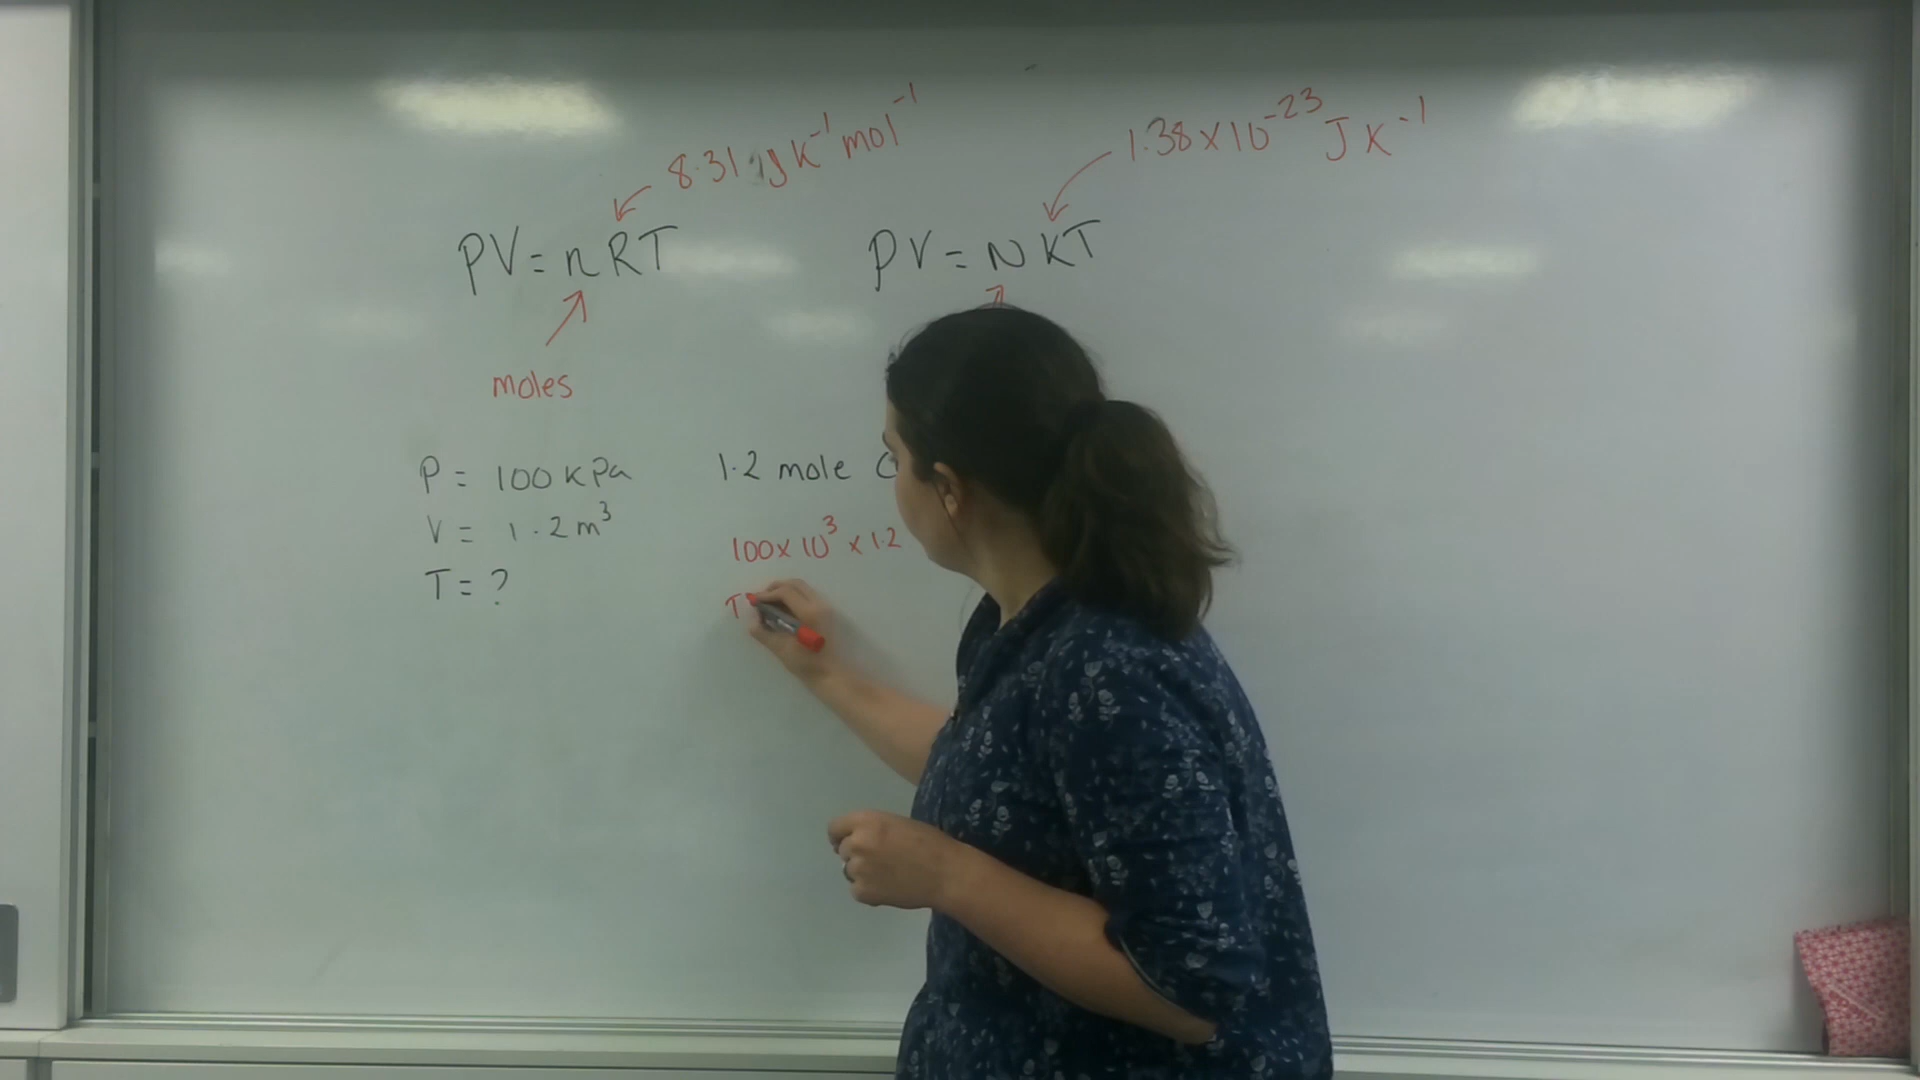 8.31 JK⁻¹ mol⁻¹
1.38 x 10⁻²³ J K⁻¹
PV = nRT
PV = NKT
moles
P = 100 kPa
1.2 mole
V = 1.2 m³
100 x 10³ x 1.2
T = ?
T